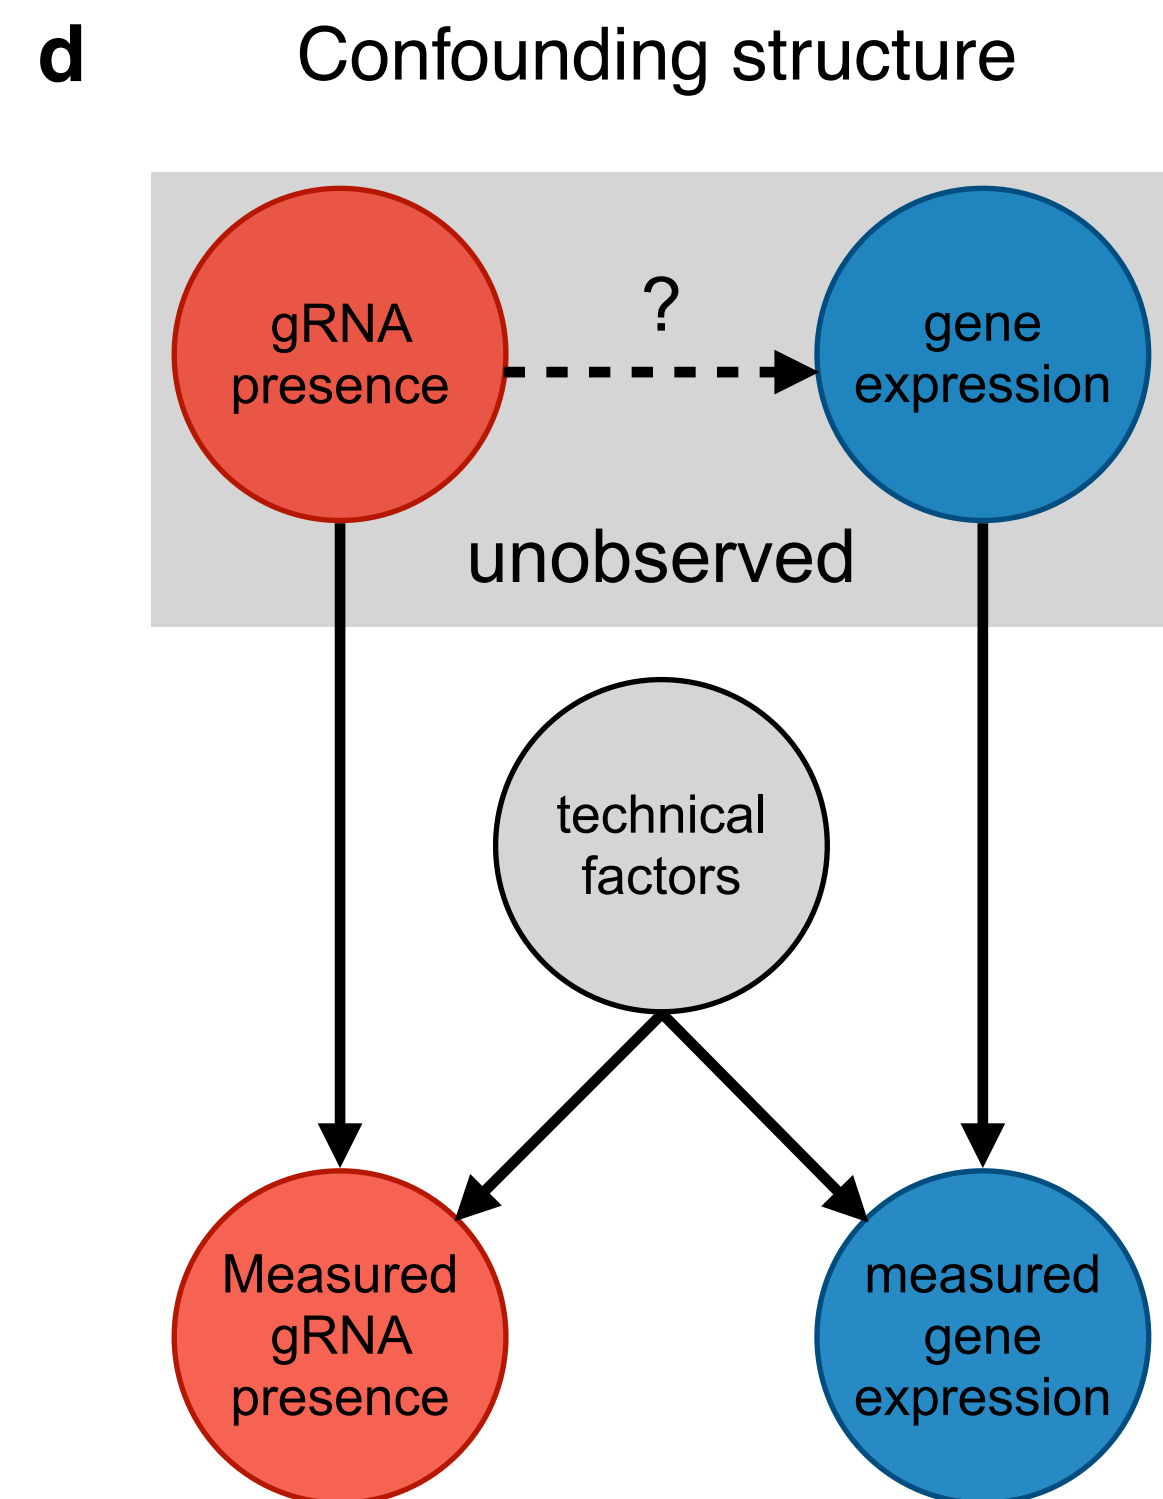 d
Confounding structure
gRNA
presence
?
gene
expression
unobserved
technical
factors
Measured
gRNA
presence
measured
gene
expression